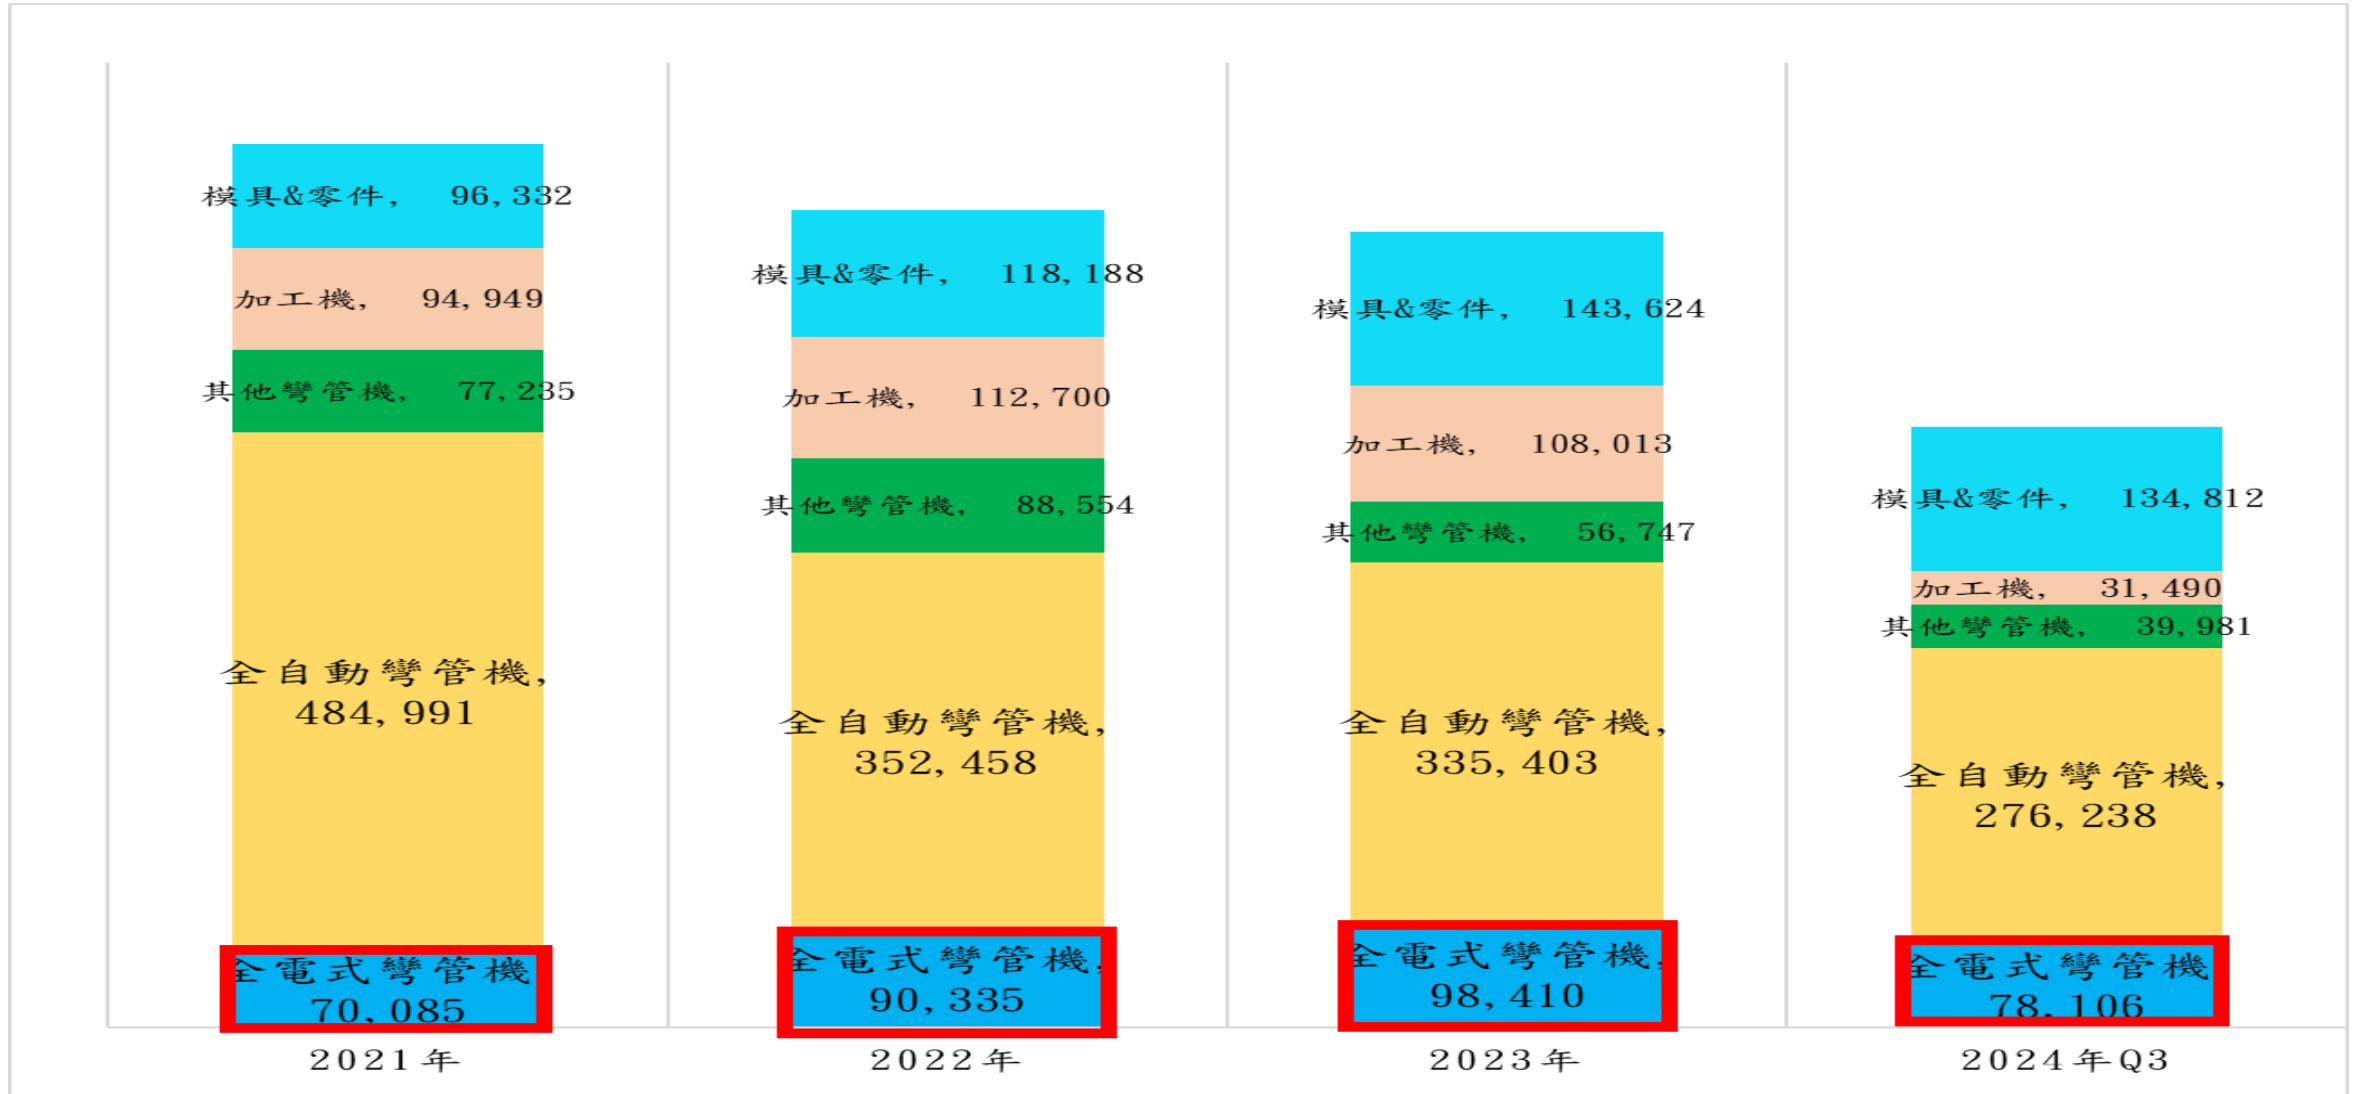 模具&零件, 96,332
加工機, 94,949
其他彎管機, 77,235
全自動彎管機,
484,991
全電式彎管機
70,085
2021年
模具&零件, 118,188
加工機, 112,700
其他彎管機, 88,554
全自動彎管機,
352,458
全電式彎管機,
90,335
2022年
模具&零件, 143,624
加工機, 108,013
其他彎管機, 56,747
全自動彎管機,
335,403
全電式彎管機,
98,410
2023年
模具&零件, 134,812
加工機, 31,490
其他彎管機, 39,981
全自動彎管機,
276,238
全電式彎管機
78,106
2024年Q3